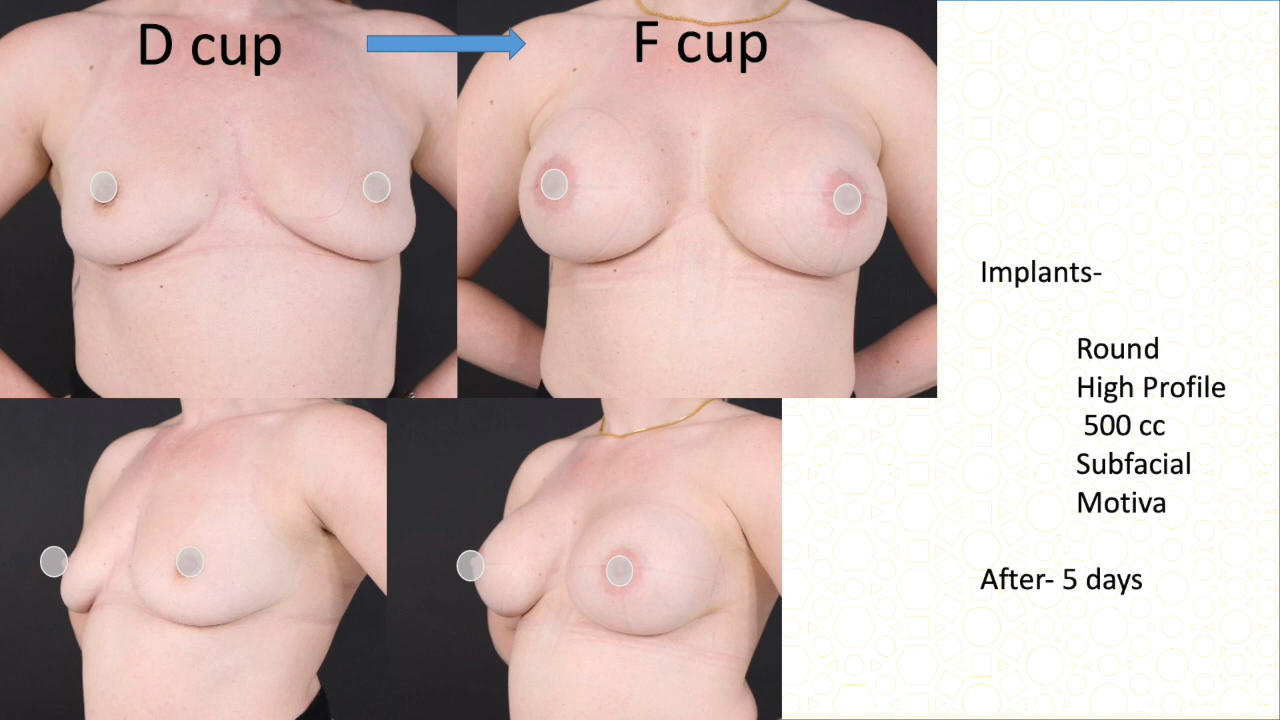 D cup
F cup
Implants-
Round
High Profile
500 cc
Subfacial
Motiva
After- 5 days